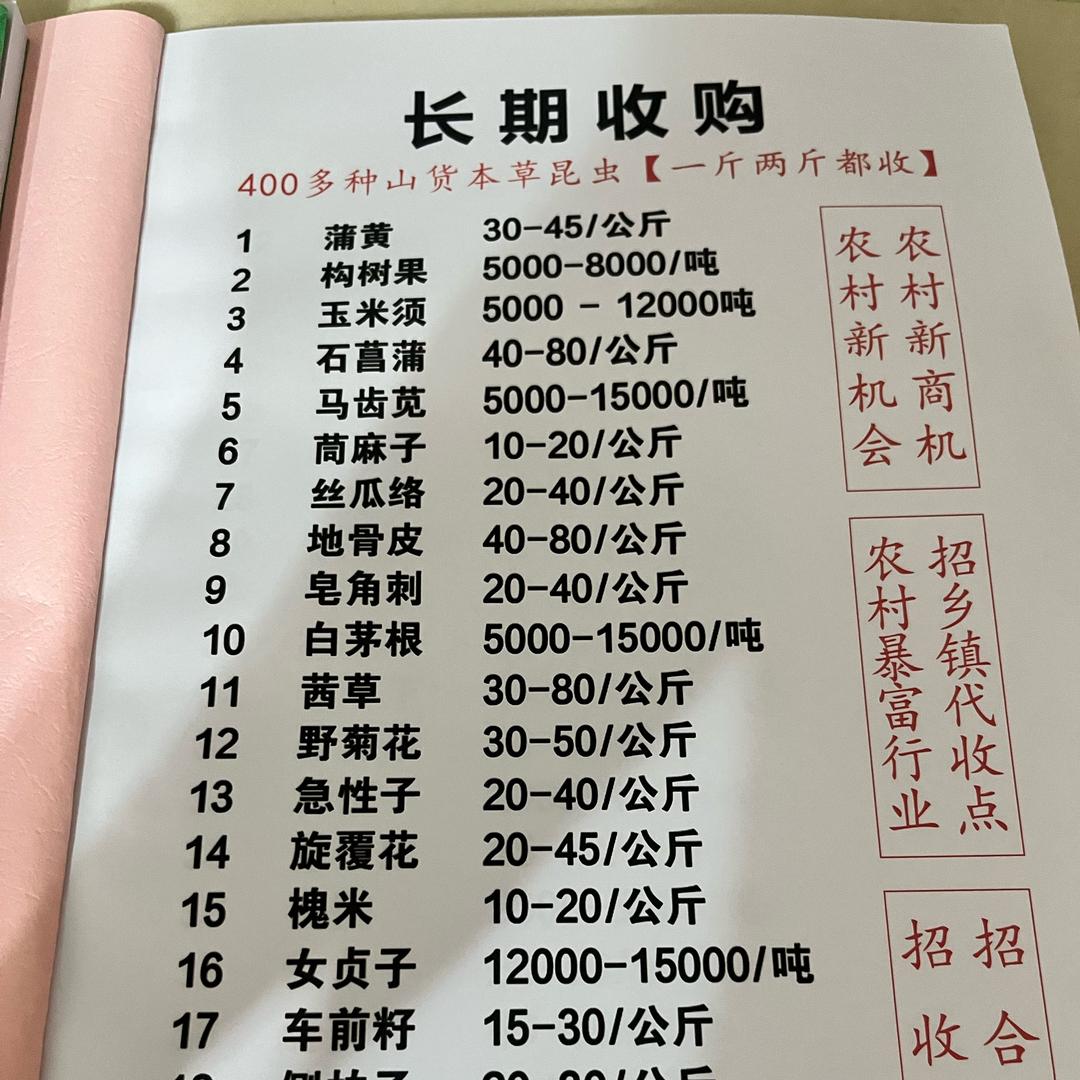 长期收购
400多种山货本草昆虫【一斤两斤都收】
1 蒲黄 30-45/公斤
2 构树果 5000-8000/吨
3 玉米须 5000 - 12000吨
4 石菖蒲 40-80/公斤
5 马齿苋 5000-15000/吨
6 茼麻子 10-20/公斤
7 丝瓜络 20-40/公斤
8 地骨皮 40-80/公斤
9 皂角刺 20-40/公斤
10 白茅根 5000-15000/吨
11 茜草 30-80/公斤
12 野菊花 30-50/公斤
13 急性子 20-40/公斤
14 旋覆花 20-45/公斤
15 槐米 10-20/公斤
16 女贞子 12000-15000/吨
17 车前籽 15-30/公斤
农村新商机
农村新机会
招乡镇代收点
农村暴富行业
招合
招收